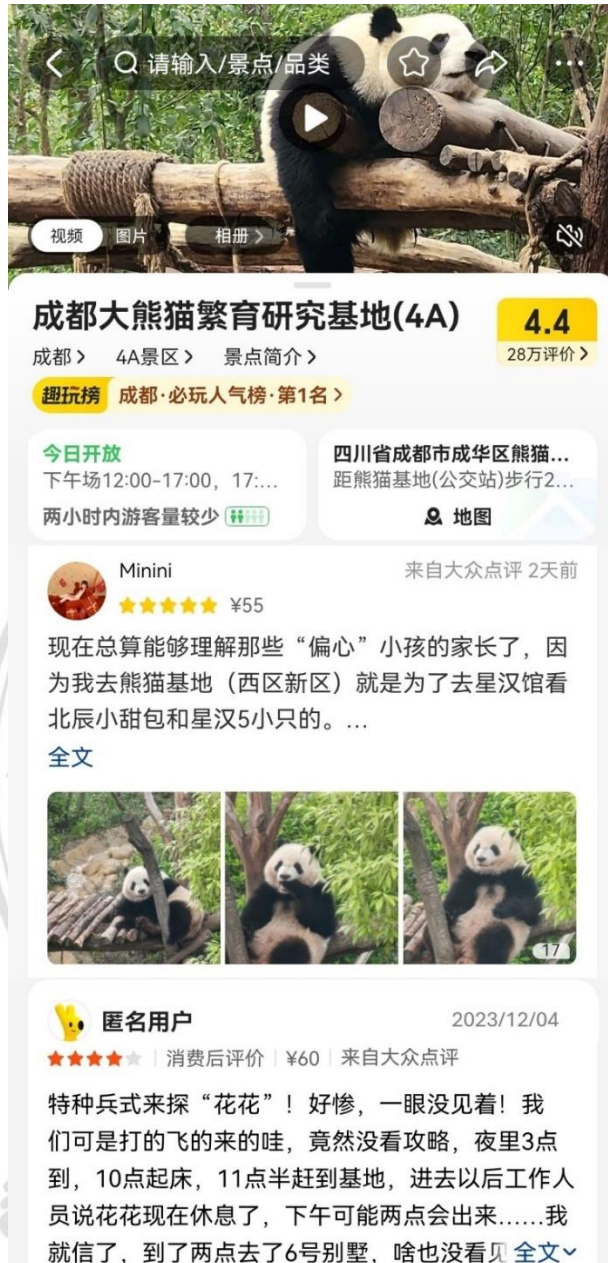 请输入/景点/品类
视频 图片 相册
成都大熊猫繁育研究基地(4A)
4.4
成都 4A景区 景点简介
28万评价
趣玩榜 成都·必玩人气榜·第1名
今日开放
下午场12:00-17:00，17:...
两小时内游客量较少
四川省成都市成华区熊猫...
距熊猫基地(公交站)步行2...
地图
Minini 来自大众点评 2天前
¥55
现在总算能够理解那些“偏心”小孩的家长了，因
为我去熊猫基地（西区新区）就是为了去星汉馆看
北辰小甜包和星汉5小只的。...
全文
17
匿名用户 2023/12/04
消费后评价 ¥60 来自大众点评
特种兵式来探“花花”！好惨，一眼没见着！我
们可是打的飞的来的哇，竟然没看攻略，夜里3点
到，10点起床，11点半赶到基地，进去以后工作人
员说花花现在休息了，下午可能两点会出来......我
就信了，到了两点去了6号别墅，啥也没看见 全文